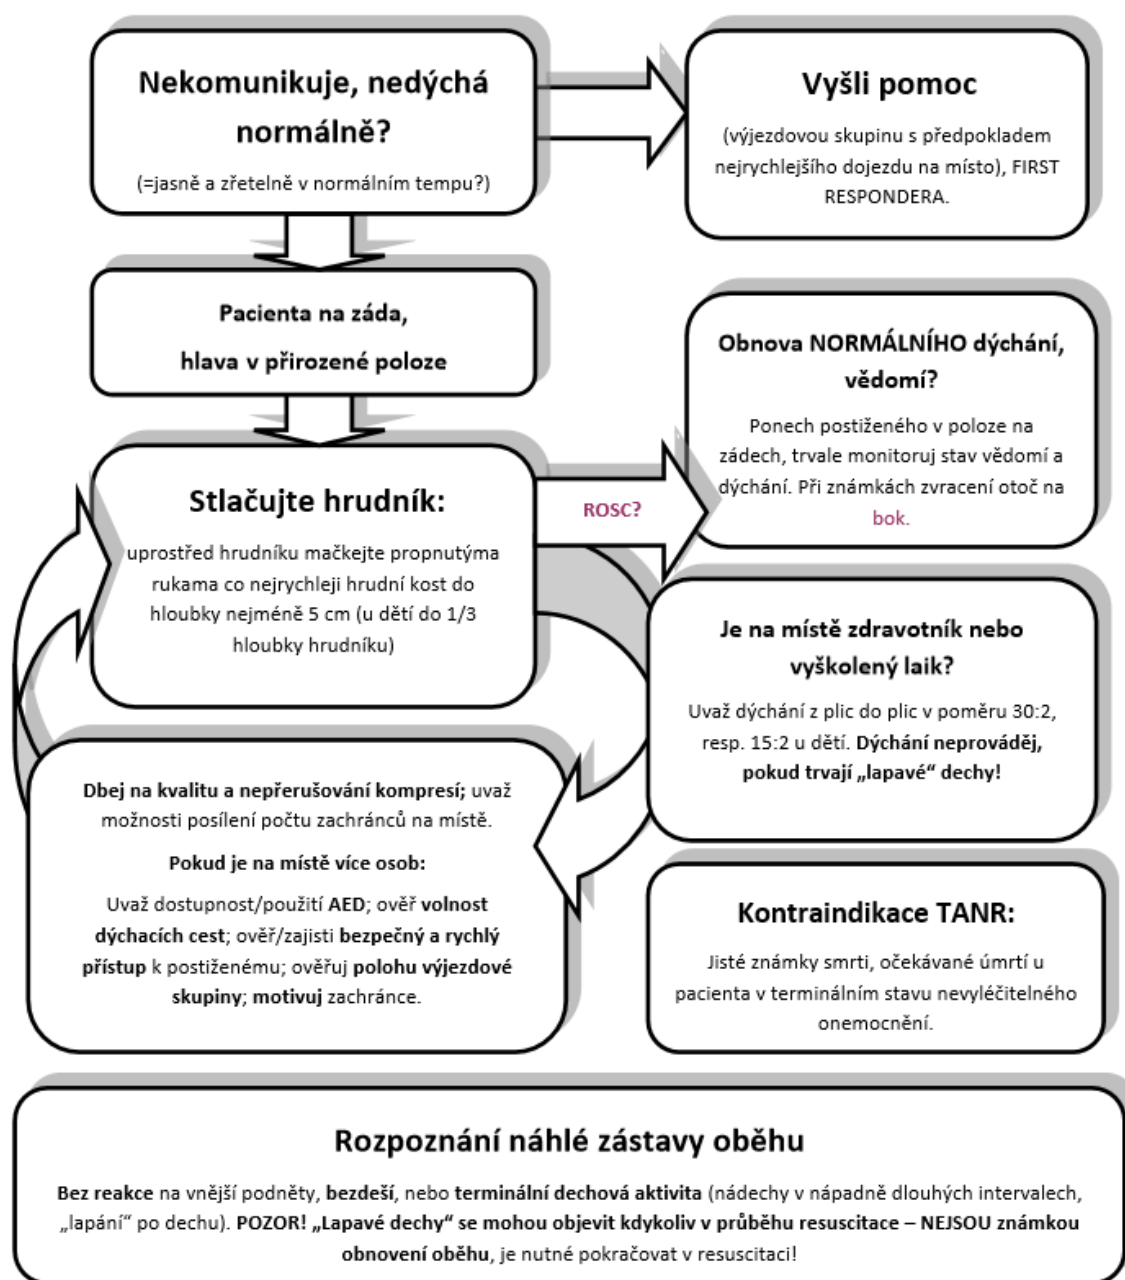 Nekomunikuje, nedýchá
normálně?
(=jasně a zřetelně v normálním tempu?)
Vyšli pomoc
(výjezdovou skupinu s předpokladem
nejrychlejšího dojezdu na místo), FIRST
RESPONDERA.
Pacienta na záda,
hlava v přirozené poloze
Obnova NORMÁLNÍHO dýchání,
vědomí?
Ponech postiženého v poloze na
zádech, trvale monitoruj stav vědomí a
dýchání. Při známkách zvracení otoč na
bok.
Stlačujte hrudník:
uprostřed hrudníku mačkejte propnutýma
rukama co nejrychleji hrudní kost do
hloubky nejméně 5 cm (u dětí do 1/3
hloubky hrudníku)
ROSC?
Je na místě zdravotník nebo
vyškolený laik?
Uvaž dýchání z plic do plic v poměru 30:2,
resp. 15:2 u dětí. Dýchání neprováděj,
pokud trvají „lapavé“ dechy!
Dbej na kvalitu a nepřerušování kompresí; uvaž
možnosti posílení počtu zachránců na místě.
Pokud je na místě více osob:
Uvaž dostupnost/použití AED; ověř volnost
dýchacích cest; ověř/zajisti bezpečný a rychlý
přístup k postiženému; ověřuj polohu výjezdové
skupiny; motivuj zachránce.
Kontraindikace TANR:
Jisté známky smrti, očekávané úmrtí u
pacienta v terminálním stavu nevyléčitelného
onemocnění.
Rozpoznání náhlé zástavy oběhu
Bez reakce na vnější podněty, bezdeší, nebo terminální dechová aktivita (nádechy v nápadně dlouhých intervalech,
„lapání“ po dechu). POZOR! „Lapavé dechy“ se mohou objevit kdykoliv v průběhu resuscitace – NEJSOU známkou
obnovení oběhu, je nutné pokračovat v resuscitaci!